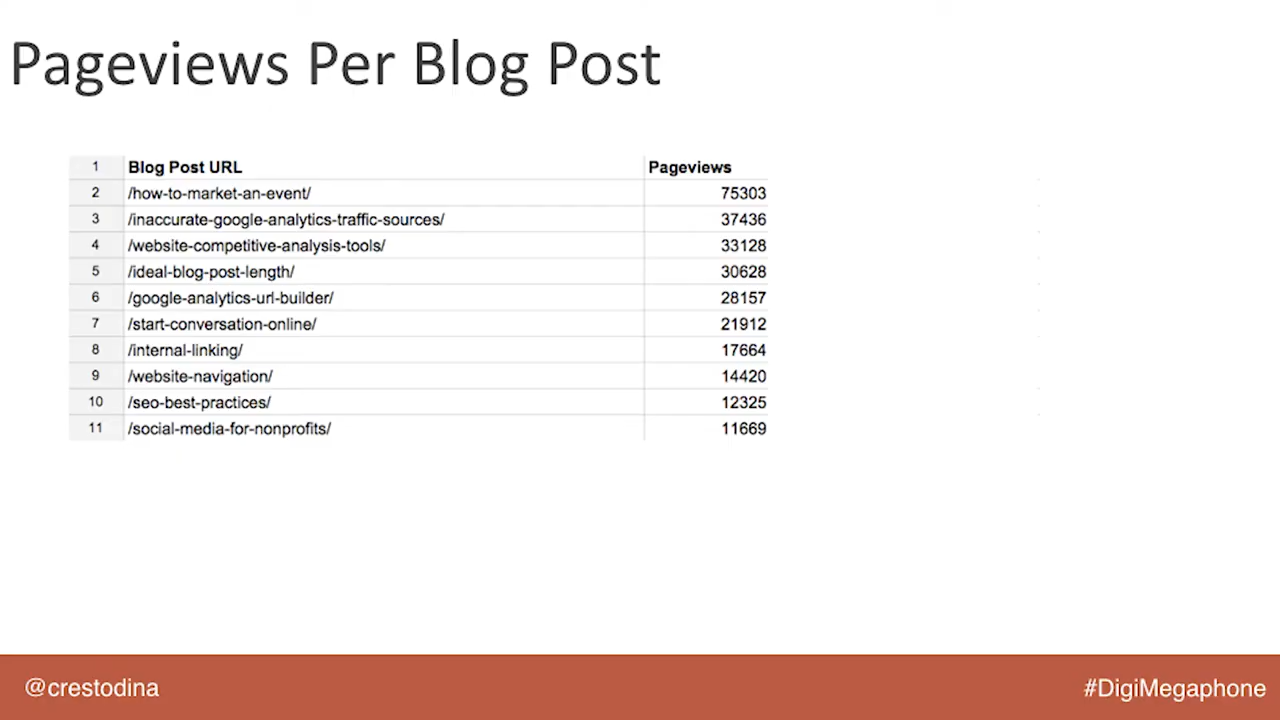 Pageviews Per Blog Post
1 Blog Post URL Pageviews
2 /how-to-market-an-event/ 75303
3 /inaccurate-google-analytics-traffic-sources/ 37436
4 /website-competitive-analysis-tools/ 33128
5 /ideal-blog-post-length/ 30628
6 /google-analytics-url-builder/ 28157
7 /start-conversation-online/ 21912
8 /internal-linking/ 17664
9 /website-navigation/ 14420
10 /seo-best-practices/ 12325
11 /social-media-for-nonprofits/ 11669
@crestodina #DigiMegaphone